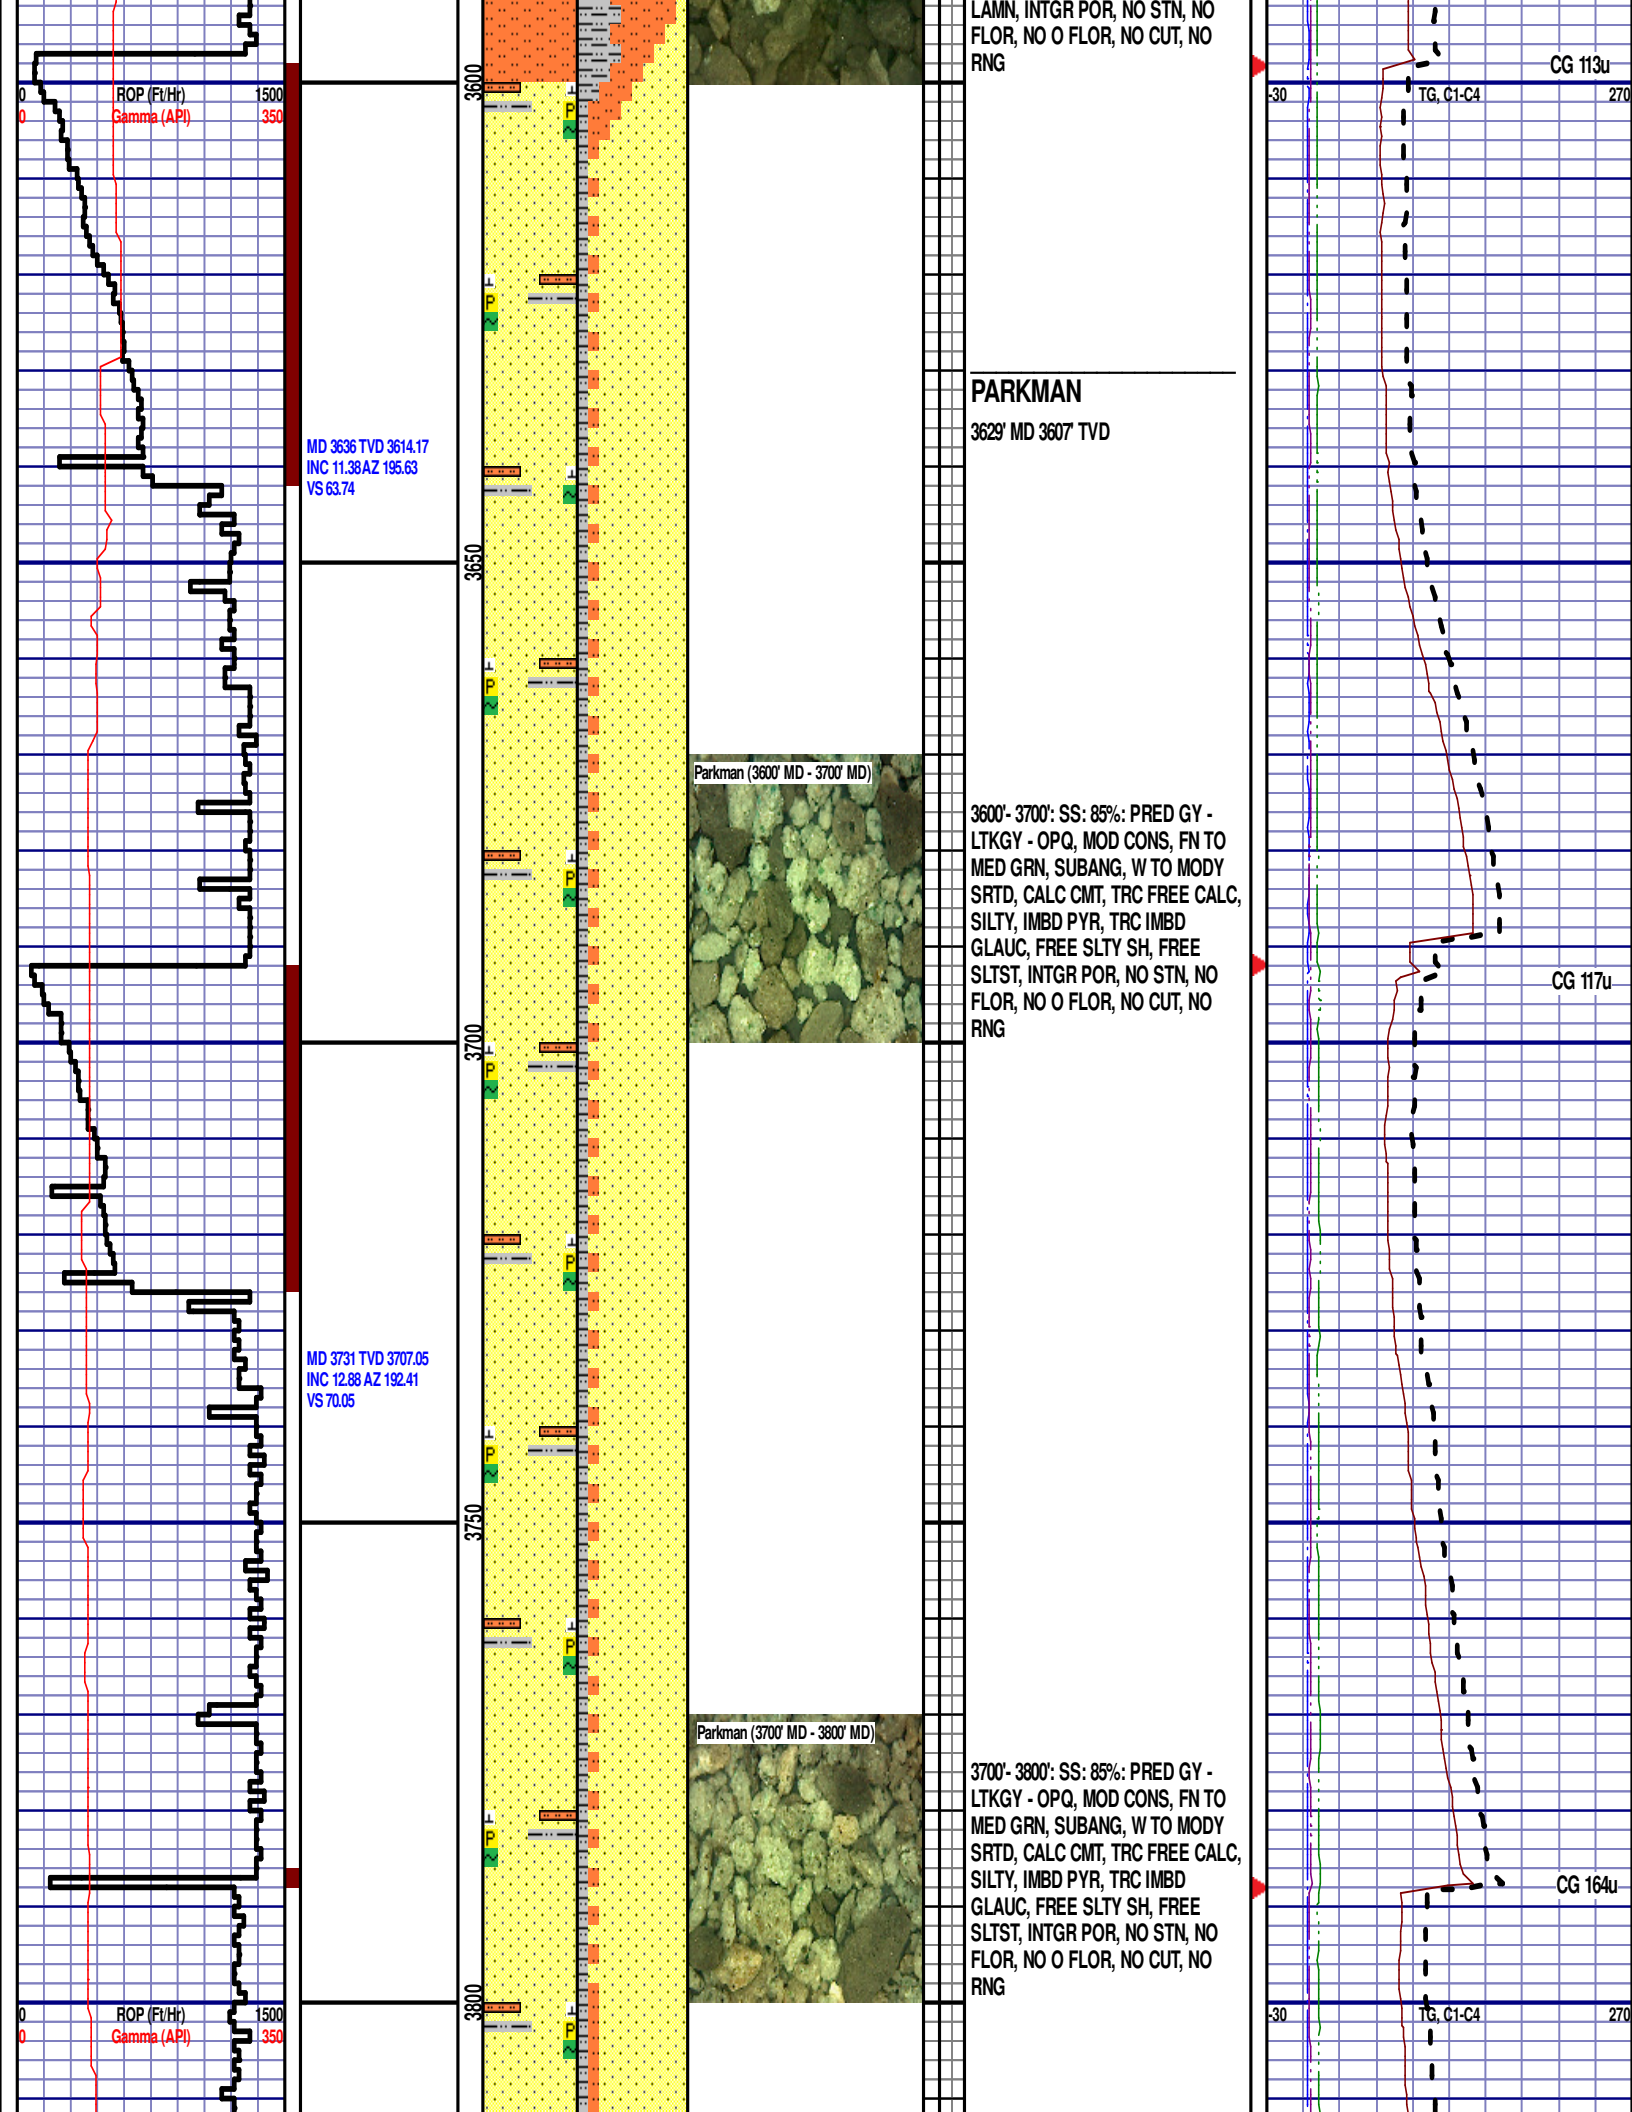 LAMN, INTGR POR, NO STN, NO
FLOR, NO O FLOR, NO CUT, NO
RNG
CG 113u
0 ROP (Ft/Hr) 1500
0 Gamma (API) 350
3600
-30 TG, C1-C4 270
P
P
PARKMAN
3629' MD 3607' TVD
MD 3636 TVD 3614.17
INC 11.38 AZ 195.63
VS 63.74
3650
P
Parkman (3600' MD - 3700' MD)
3600'- 3700': SS: 85%: PRED GY -
LTKGY - OPQ, MOD CONS, FN TO
MED GRN, SUBANG, W TO MODY
SRTD, CALC CMT, TRC FREE CALC,
SILTY, IMBD PYR, TRC IMBD
GLAUC, FREE SLTY SH, FREE
SLTST, INTGR POR, NO STN, NO
FLOR, NO O FLOR, NO CUT, NO
RNG
P
CG 117u
3700
P
P
MD 3731 TVD 3707.05
INC 12.88 AZ 192.41
VS 70.05
P
3750
P
Parkman (3700' MD - 3800' MD)
3700'- 3800': SS: 85%: PRED GY -
LTKGY - OPQ, MOD CONS, FN TO
MED GRN, SUBANG, W TO MODY
SRTD, CALC CMT, TRC FREE CALC,
SILTY, IMBD PYR, TRC IMBD
GLAUC, FREE SLTY SH, FREE
SLTST, INTGR POR, NO STN, NO
FLOR, NO O FLOR, NO CUT, NO
RNG
P
CG 164u
3800
0 ROP (Ft/Hr) 1500
0 Gamma (API) 350
-30 TG, C1-C4 270
P